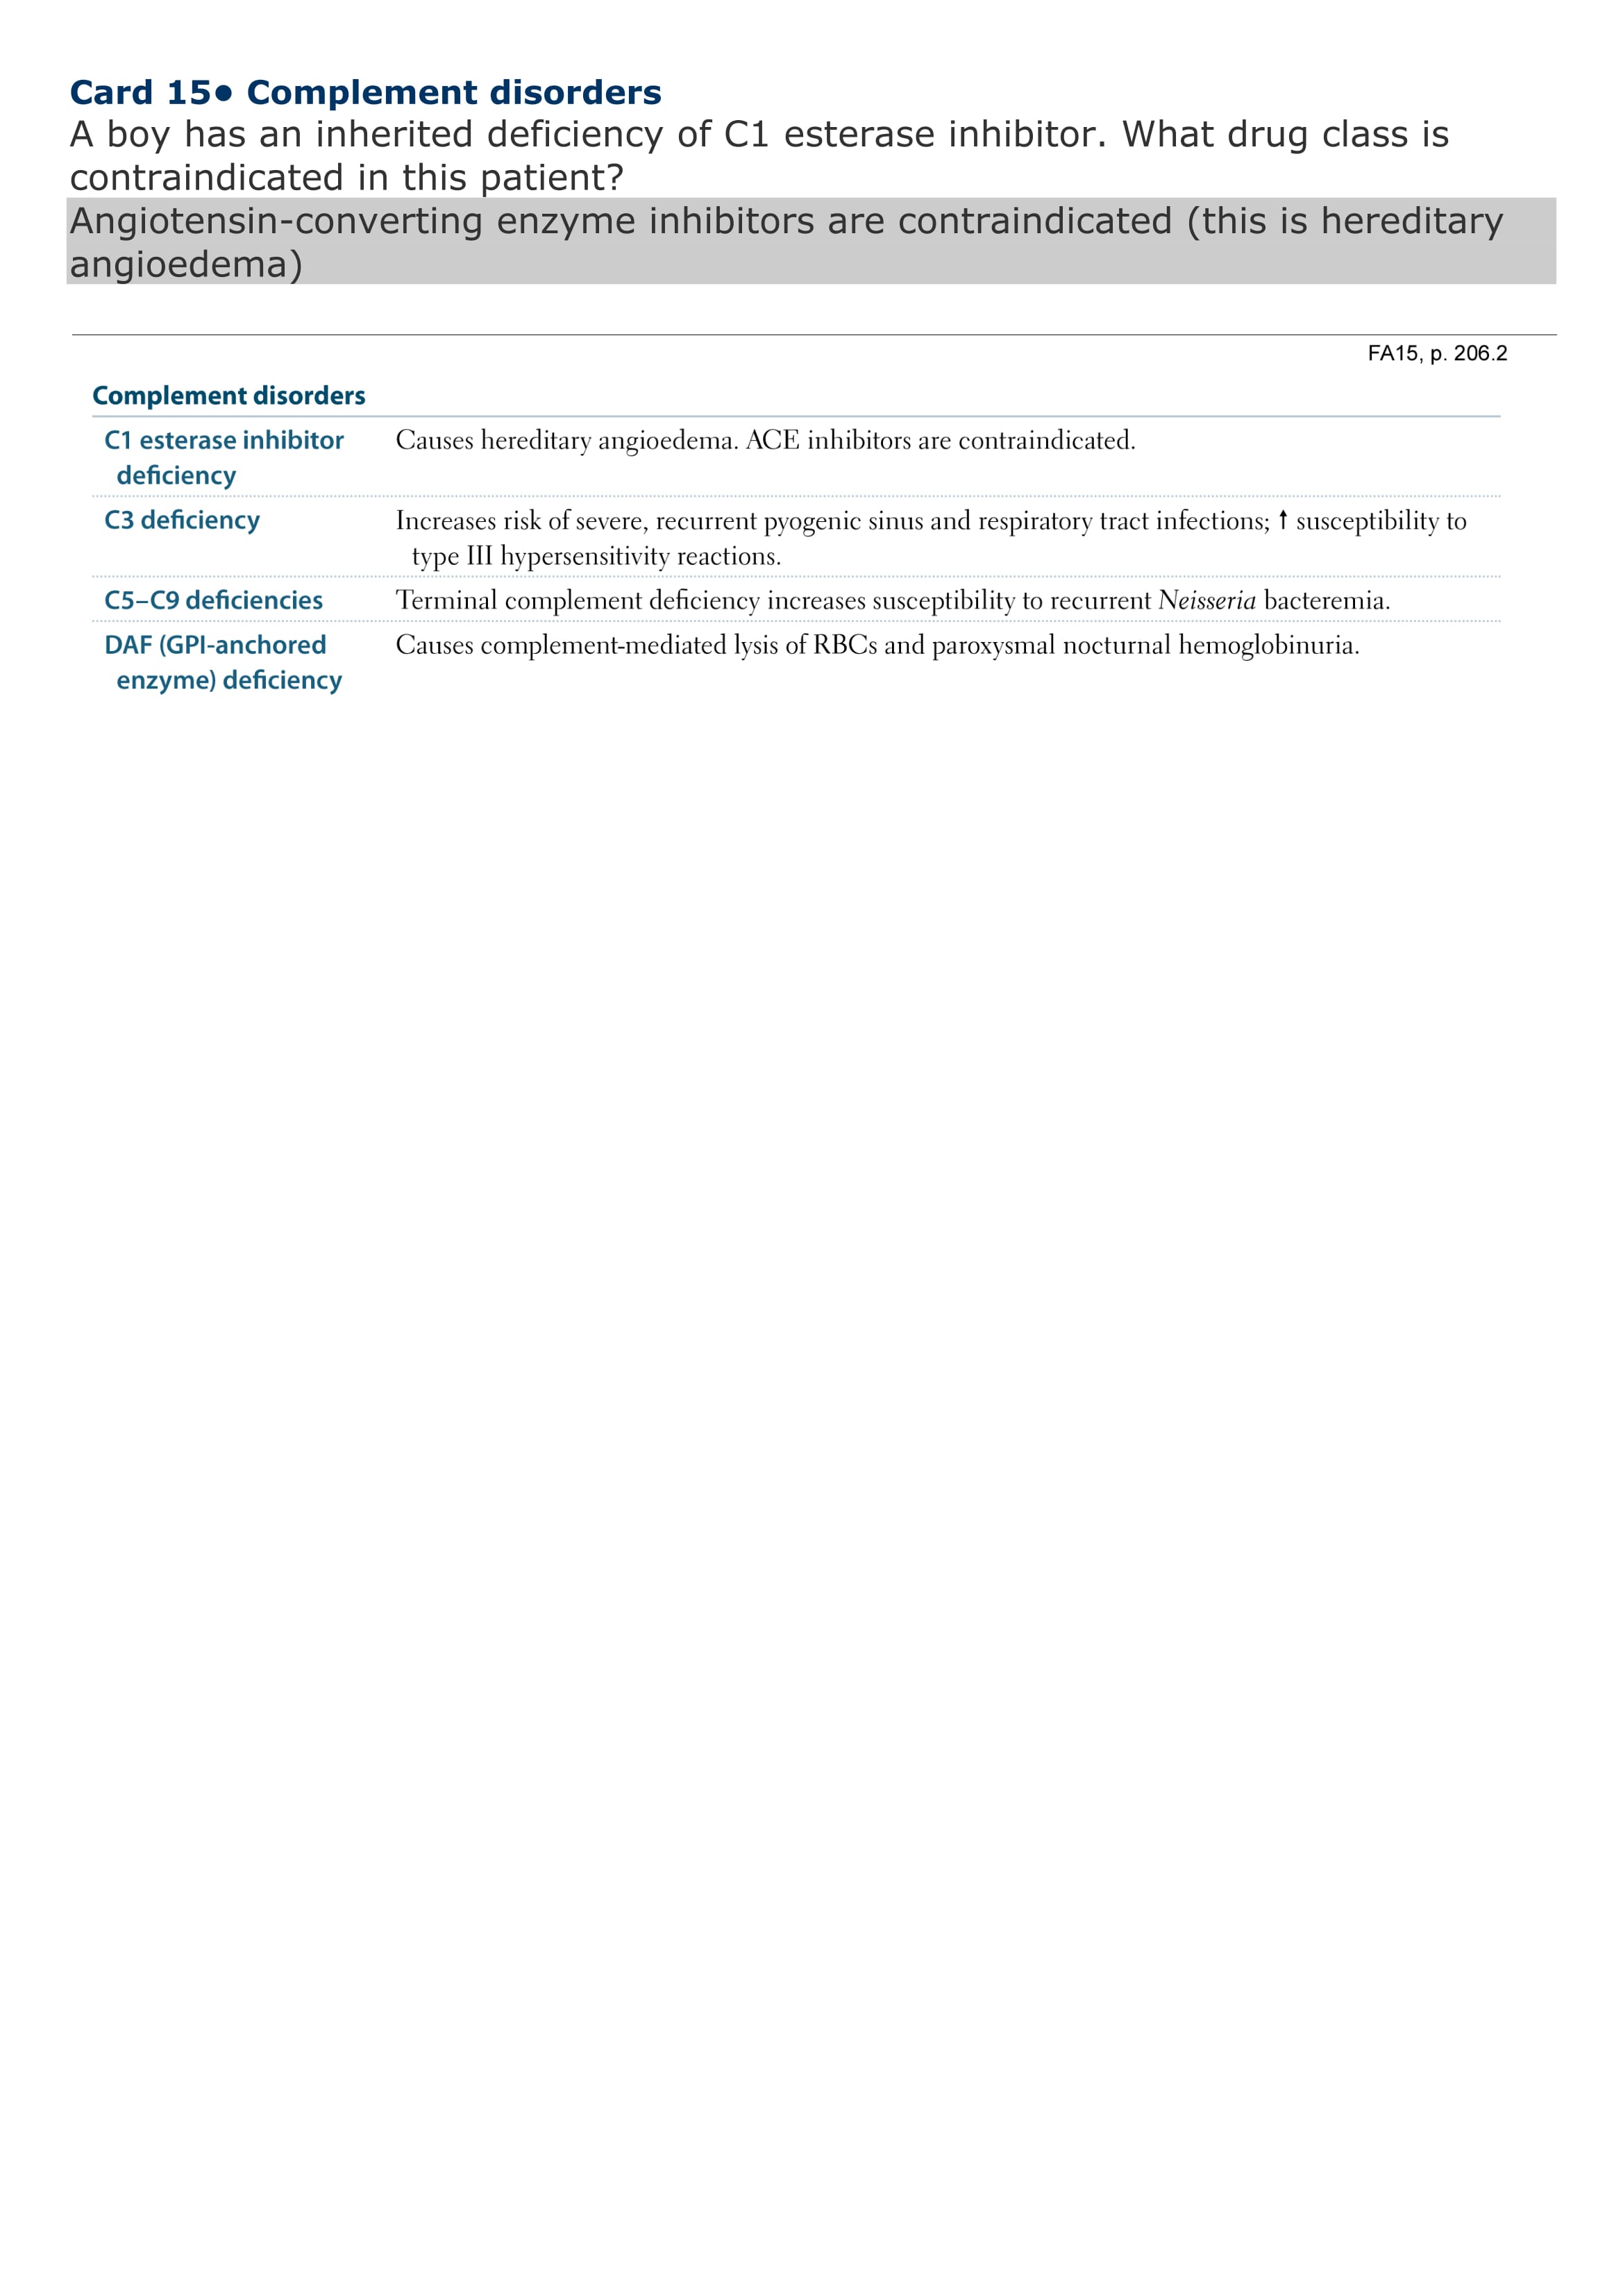 Card 15• Complement disorders
A boy has an inherited deficiency of C1 esterase inhibitor. What drug class is
contraindicated in this patient?
Angiotensin-converting enzyme inhibitors are contraindicated (this is hereditary
angioedema)
FA15, p. 206.2
Complement disorders
C1 esterase inhibitor
deficiency
Causes hereditary angioedema. ACE inhibitors are contraindicated.
C3 deficiency
Increases risk of severe, recurrent pyogenic sinus and respiratory tract infections; ↑ susceptibility to
type III hypersensitivity reactions.
C5–C9 deficiencies
Terminal complement deficiency increases susceptibility to recurrent Neisseria bacteremia.
DAF (GPI-anchored
enzyme) deficiency
Causes complement-mediated lysis of RBCs and paroxysmal nocturnal hemoglobinuria.